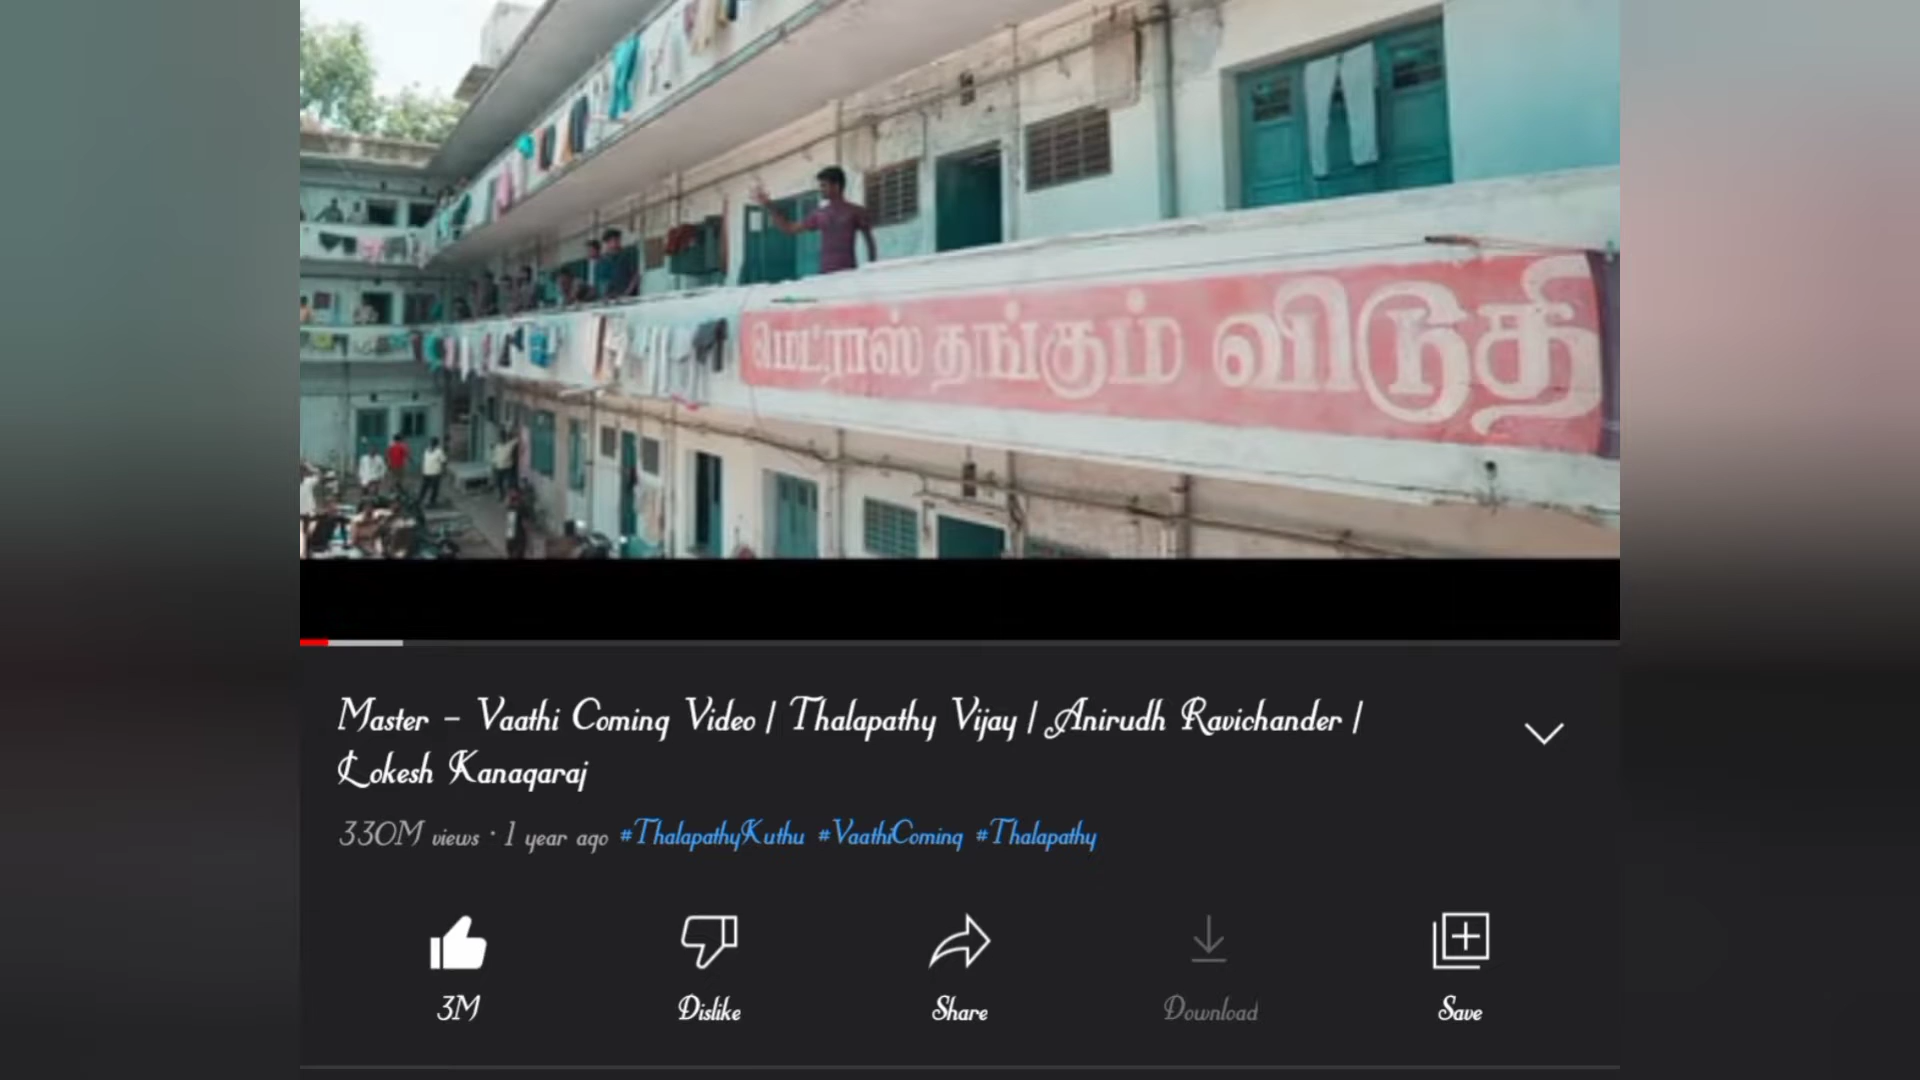 மெட்ராஸ் தங்கும் விடுதி
Master – Vaathi Coming Video | Thalapathy Vijay | Anirudh Ravichander |
Lokesh Kanagaraj
330M views · 1 year ago #ThalapathyKuthu #VaathiComing #Thalapathy
3M Dislike Share Download Save